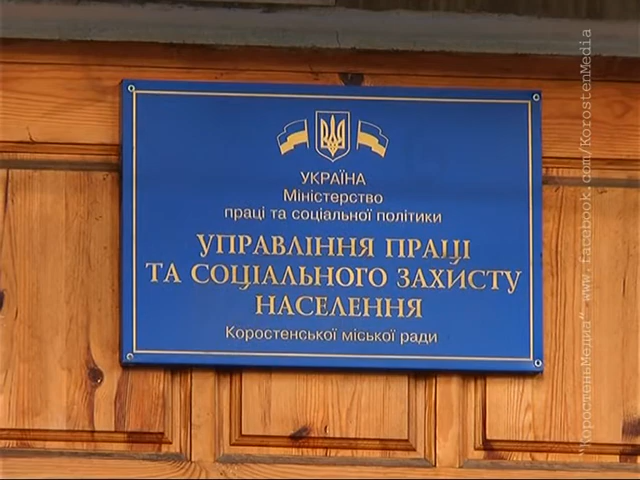 УКРАЇНА
Міністерство
праці та соціальної політики
УПРАВЛІННЯ ПРАЦІ
ТА СОЦІАЛЬНОГО ЗАХИСТУ
НАСЕЛЕННЯ
Коростенської міської ради
"КоростеньМедиа" www.facebook.com/KorostenMedia